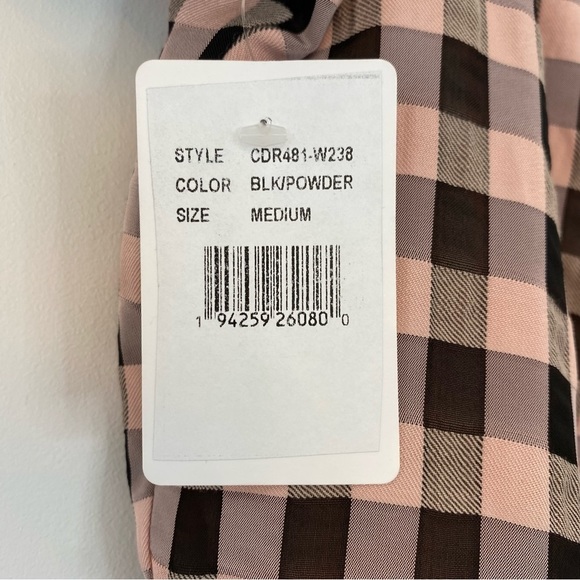 STYLE CDR481-W238
COLOR BLK/POWDER
SIZE MEDIUM
1 94259 26080 0